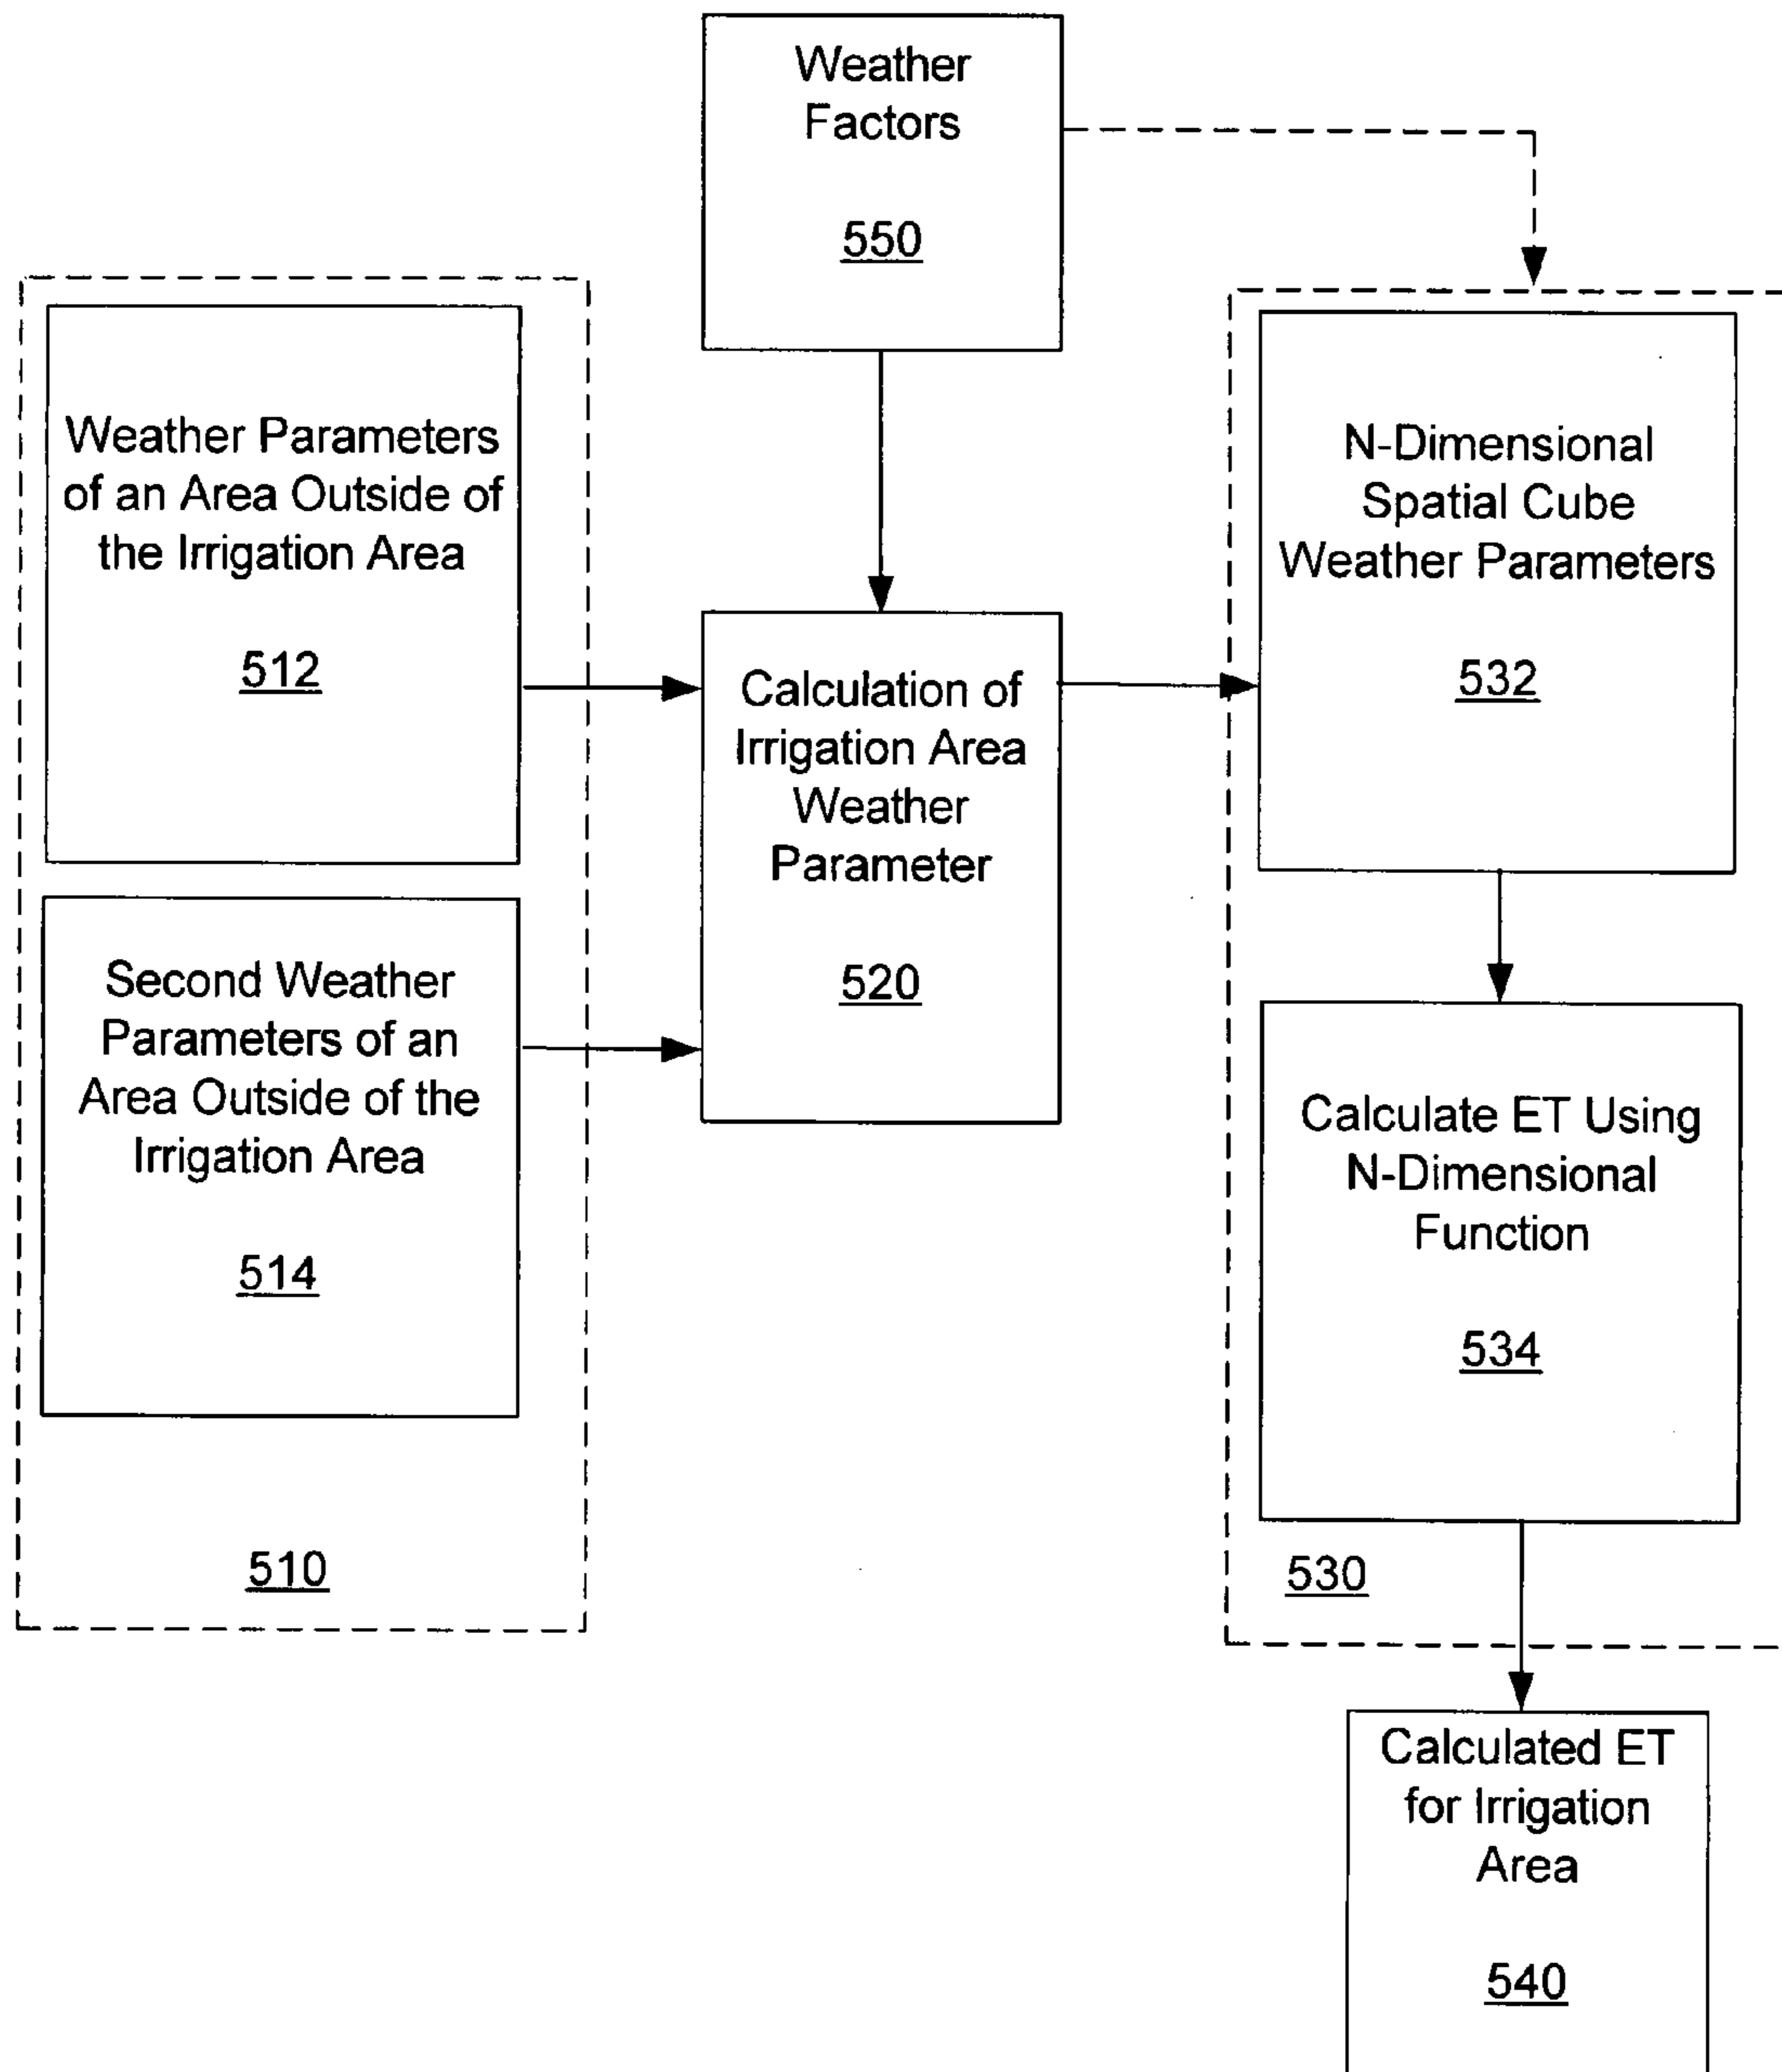 Weather
Factors
550
Weather Parameters
of an Area Outside of
the Irrigation Area
512
N-Dimensional
Spatial Cube
Weather Parameters
532
Calculation of
Irrigation Area
Weather
Parameter
520
Second Weather
Parameters of an
Area Outside of the
Irrigation Area
514
Calculate ET Using
N-Dimensional
Function
534
510
530
Calculated ET
for Irrigation
Area
540